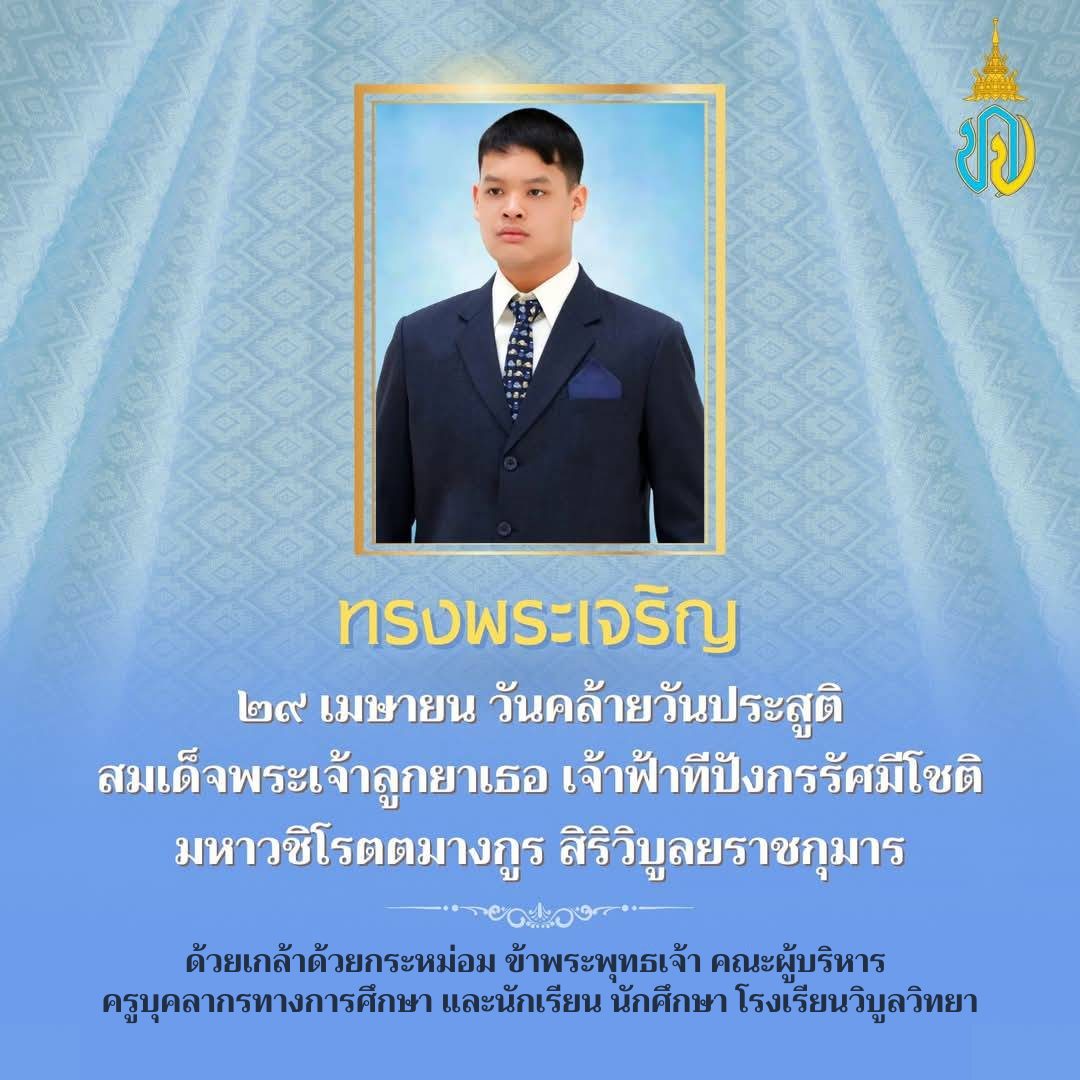 ทรงพระเจริญ
๒๙ เมษายน วันคล้ายวันประสูติ
สมเด็จพระเจ้าลูกยาเธอ เจ้าฟ้าทีปังกรรัศมีโชติ
มหาวชิโรตตมางกูร สิริวิบูลยราชกุมาร
ด้วยเกล้าด้วยกระหม่อม ข้าพระพุทธเจ้า คณะผู้บริหาร
ครูบุคลากรทางการศึกษา และนักเรียน นักศึกษา โรงเรียนวิบูลวิทยา